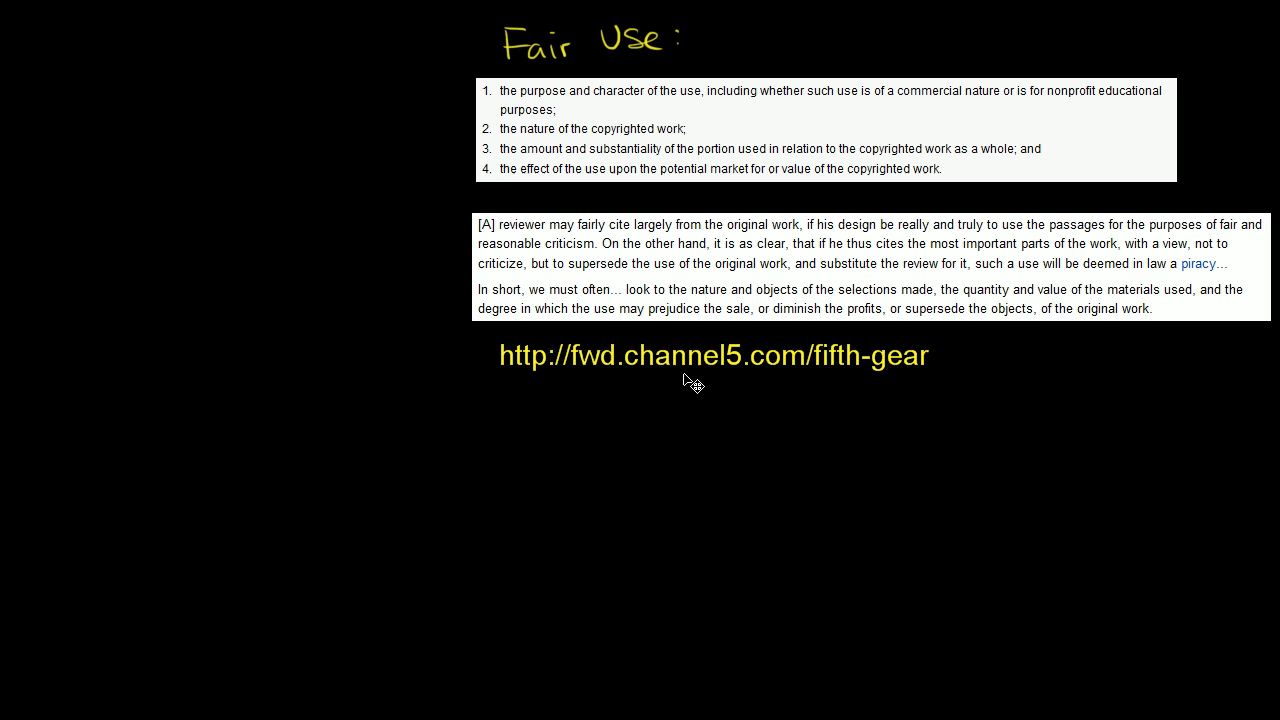 Fair Use:
1. the purpose and character of the use, including whether such use is of a commercial nature or is for nonprofit educational
purposes;
2. the nature of the copyrighted work;
3. the amount and substantiality of the portion used in relation to the copyrighted work as a whole; and
4. the effect of the use upon the potential market for or value of the copyrighted work.
[A] reviewer may fairly cite largely from the original work, if his design be really and truly to use the passages for the purposes of fair and
reasonable criticism. On the other hand, it is as clear, that if he thus cites the most important parts of the work, with a view, not to
criticize, but to supersede the use of the original work, and substitute the review for it, such a use will be deemed in law a piracy...
In short, we must often... look to the nature and objects of the selections made, the quantity and value of the materials used, and the
degree in which the use may prejudice the sale, or diminish the profits, or supersede the objects, of the original work.
http://fwd.channel5.com/fifth-gear